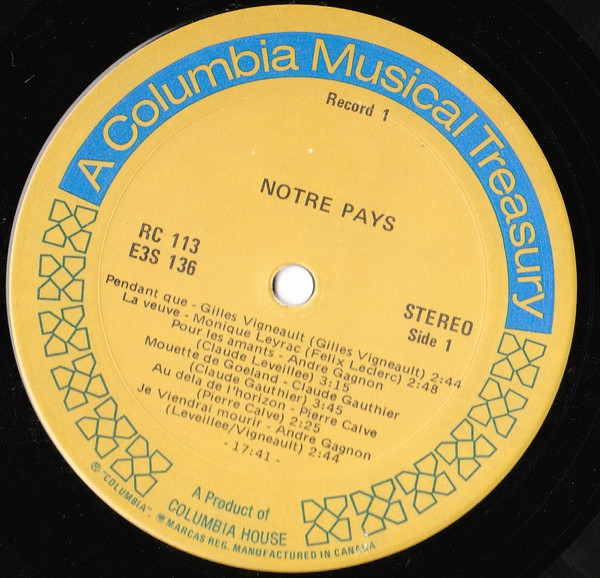 A Columbia Musical Treasury
Record 1
NOTRE PAYS
RC 113
E3S 136
STEREO
Side 1
Pendant que - Gilles Vigneault (Gilles Vigneault) 2:44
La veuve - Monique Leyrac (Felix Leclerc) 2:48
Pour les amants - Andre Gagnon
(Claude Leveillee) 3:15
Mouette de Goeland - Claude Gauthier
(Claude Gauthier) 3:45
Au dela de l'horizon - Pierre Calve
(Pierre Calve) 2:25
Je Viendrai mourir - Andre Gagnon
(Leveillee/Vigneault) 2:44
- 17:41 -
A Product of
COLUMBIA HOUSE
® "COLUMBIA", MARCAS REG. MANUFACTURED IN CANADA